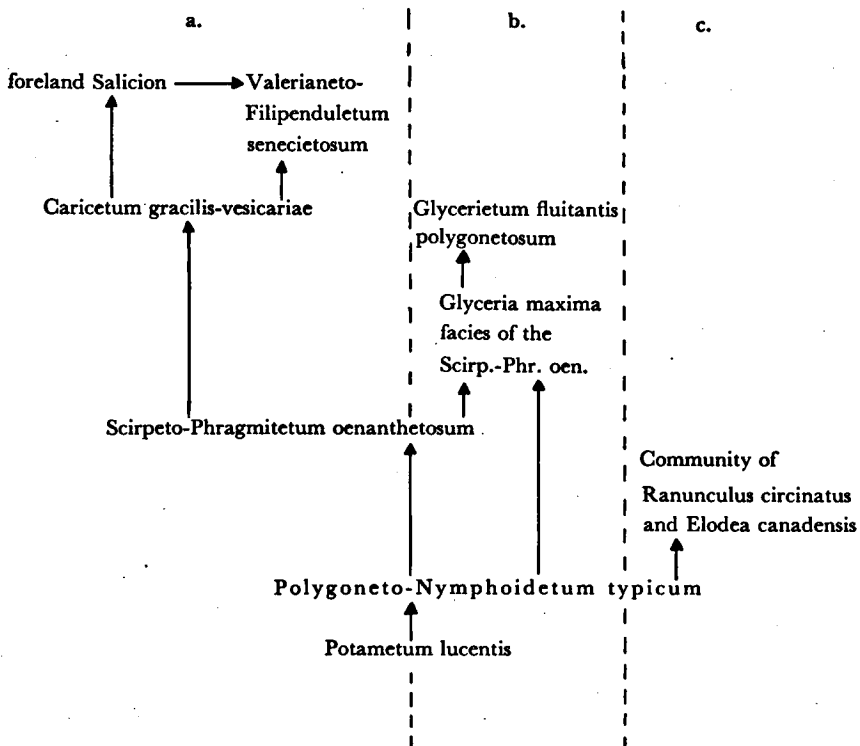 a.
b.
c.
foreland Salicion
Valerianeto-
Filipenduletum
senecietosum
Caricetum gracilis-vesicariae
Glycerietum fluitantis
polygonetosum
Glyceria maxima
facies of the
Scirp.-Phr. oen.
Scirpeto-Phragmitetum oenanthetosum
Community of
Ranunculus circinatus
and Elodea canadensis
Polygoneto-Nymphoidetum typicum
Potametum lucentis